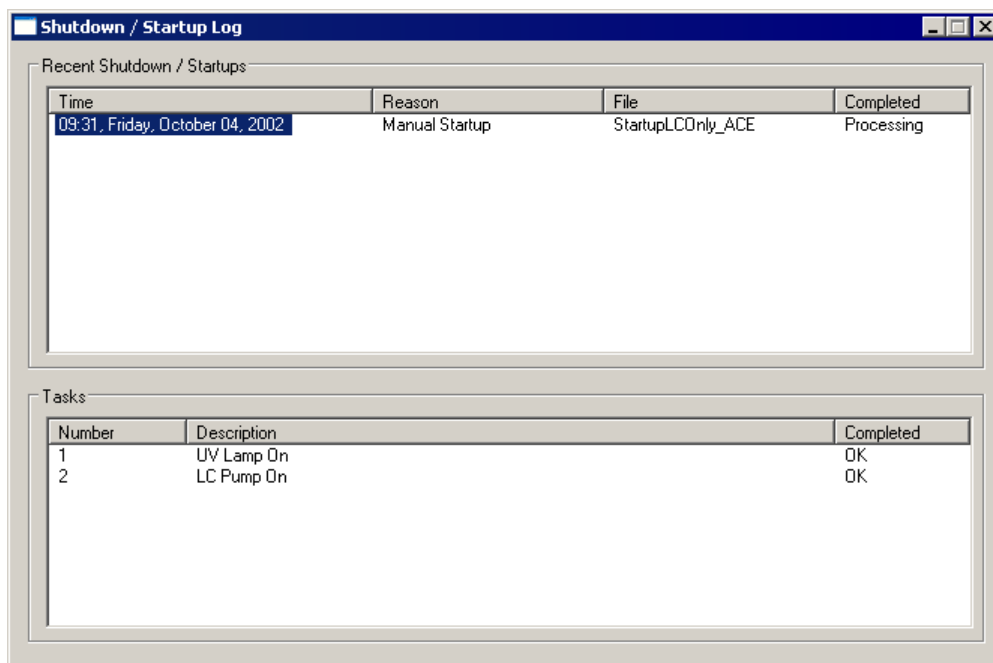 Shutdown / Startup Log
Recent Shutdown / Startups
Time Reason File Completed
09:31, Friday, October 04, 2002 Manual Startup StartupLCOnly_ACE Processing
Tasks
Number Description Completed
1 UV Lamp On OK
2 LC Pump On OK